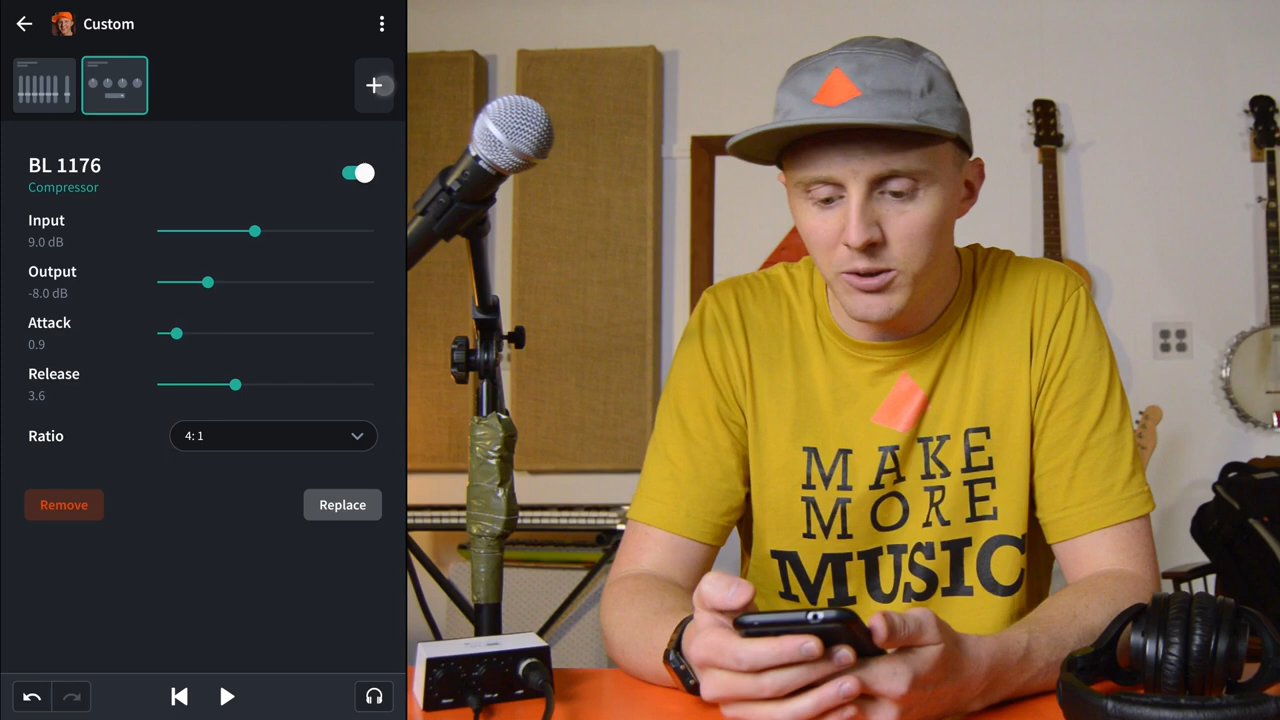 Custom
BL 1176
Compressor
Input
9.0 dB
Output
-8.0 dB
Attack
0.9
Release
3.6
Ratio
4:1
Remove
Replace
MAKE
MORE
MUSIC